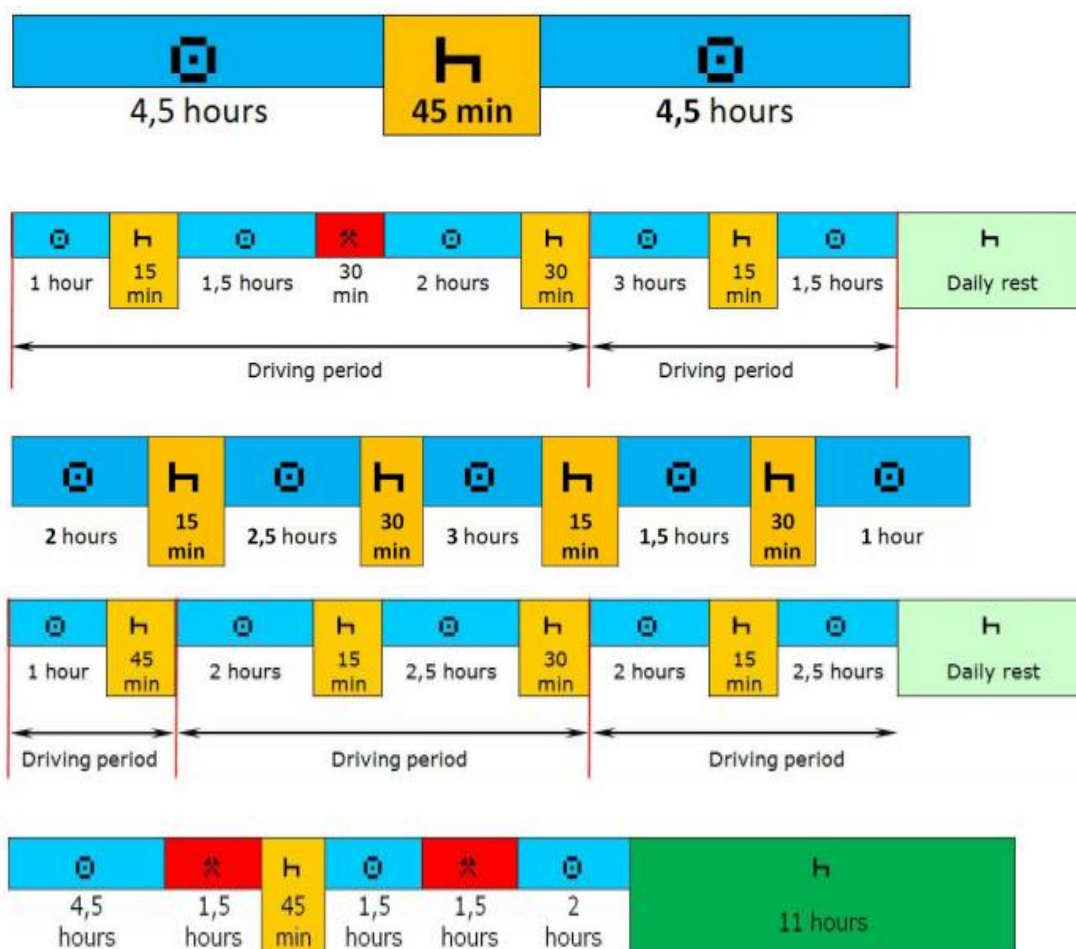 4,5 hours 45 min 4,5 hours
1 hour 15 min 1,5 hours 30 min 2 hours 30 min 3 hours 15 min 1,5 hours Daily rest
Driving period Driving period
2 hours 15 min 2,5 hours 30 min 3 hours 15 min 1,5 hours 30 min 1 hour
1 hour 45 min 2 hours 15 min 2,5 hours 30 min 2 hours 15 min 2,5 hours Daily rest
Driving period Driving period Driving period
4,5 hours 1,5 hours 45 min 1,5 hours 1,5 hours 2 hours 11 hours